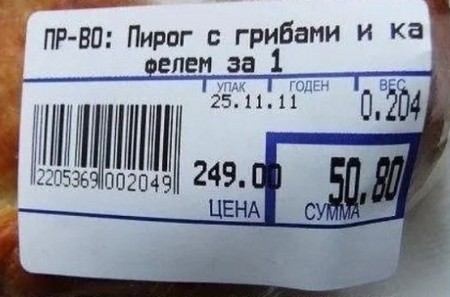 ПР-ВО: Пирог с грибами и ка
фелем за 1
УПАК ГОДЕН ВЕС
25.11.11 0.204
2205369 002049 249.00 50.80
ЦЕНА СУММА